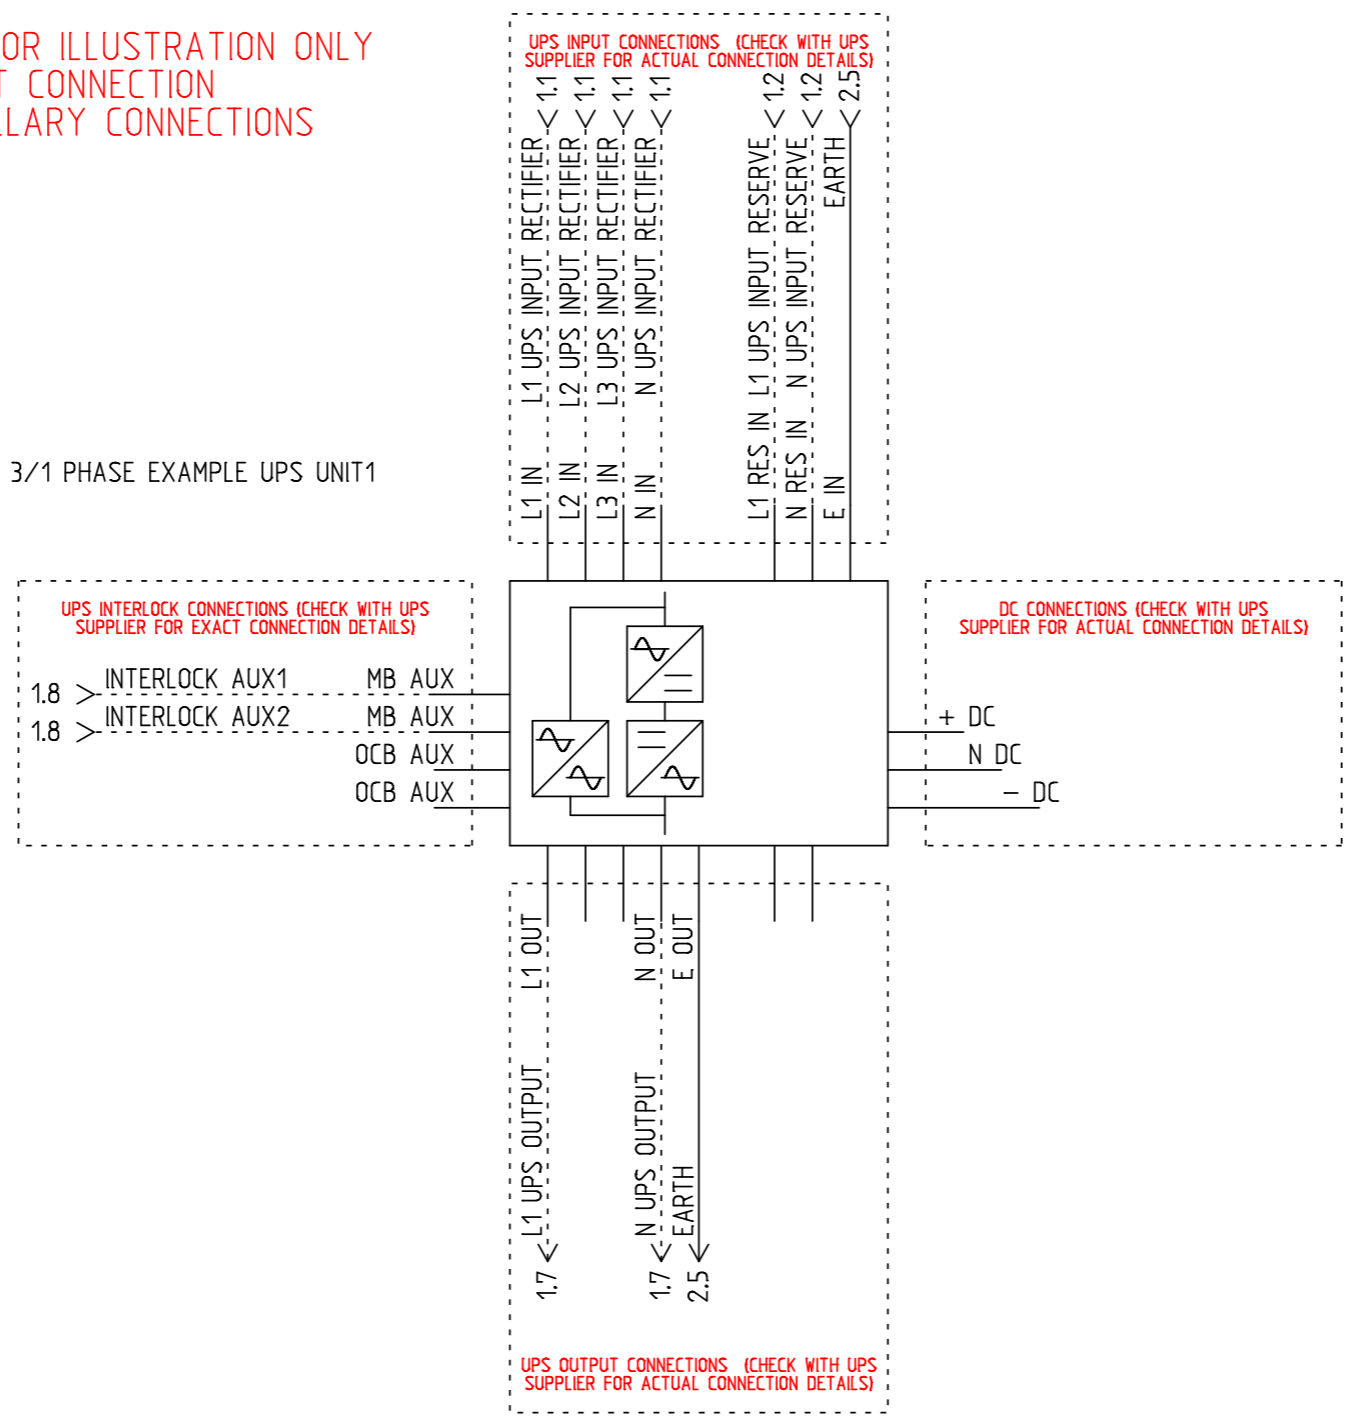 OR ILLUSTRATION ONLY
T CONNECTION
LLARY CONNECTIONS
UPS INPUT CONNECTIONS (CHECK WITH UPS
SUPPLIER FOR ACTUAL CONNECTION DETAILS)
1.1
1.1
1.1
1.1
1.2
1.2
2.5
L1 UPS INPUT RECTIFIER
L2 UPS INPUT RECTIFIER
L3 UPS INPUT RECTIFIER
N UPS INPUT RECTIFIER
L1 UPS INPUT RESERVE
N UPS INPUT RESERVE
EARTH
L1 IN
L2 IN
L3 IN
N IN
L1 RES IN
N RES IN
E IN
3/1 PHASE EXAMPLE UPS UNIT1
UPS INTERLOCK CONNECTIONS (CHECK WITH UPS
SUPPLIER FOR EXACT CONNECTION DETAILS)
1.8 INTERLOCK AUX1 MB AUX
1.8 INTERLOCK AUX2 MB AUX
OCB AUX
OCB AUX
DC CONNECTIONS (CHECK WITH UPS
SUPPLIER FOR ACTUAL CONNECTION DETAILS)
+ DC
N DC
- DC
L1 OUT
N OUT
E OUT
L1 UPS OUTPUT
N UPS OUTPUT
EARTH
1.7
1.7
2.5
UPS OUTPUT CONNECTIONS (CHECK WITH UPS
SUPPLIER FOR ACTUAL CONNECTION DETAILS)